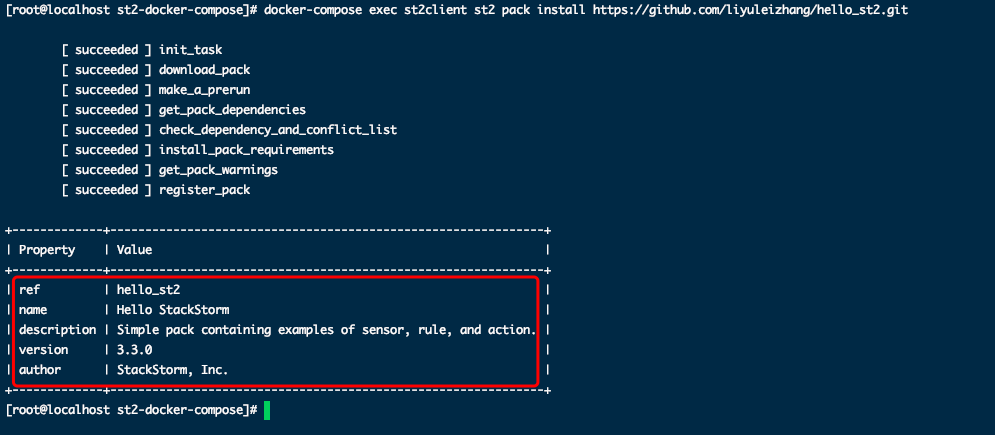 [root@localhost st2-docker-compose]# docker-compose exec st2client st2 pack install https://github.com/liyuleizhang/hello_st2.git
[ succeeded ] init_task
[ succeeded ] download_pack
[ succeeded ] make_a_prerun
[ succeeded ] get_pack_dependencies
[ succeeded ] check_dependency_and_conflict_list
[ succeeded ] install_pack_requirements
[ succeeded ] get_pack_warnings
[ succeeded ] register_pack
+-------------+----------------------------------------------------------+
| Property    | Value                                                    |
+-------------+----------------------------------------------------------+
| ref         | hello_st2                                                |
| name        | Hello StackStorm                                         |
| description | Simple pack containing examples of sensor, rule, and action. |
| version     | 3.3.0                                                    |
| author      | StackStorm, Inc.                                         |
+-------------+----------------------------------------------------------+
[root@localhost st2-docker-compose]#